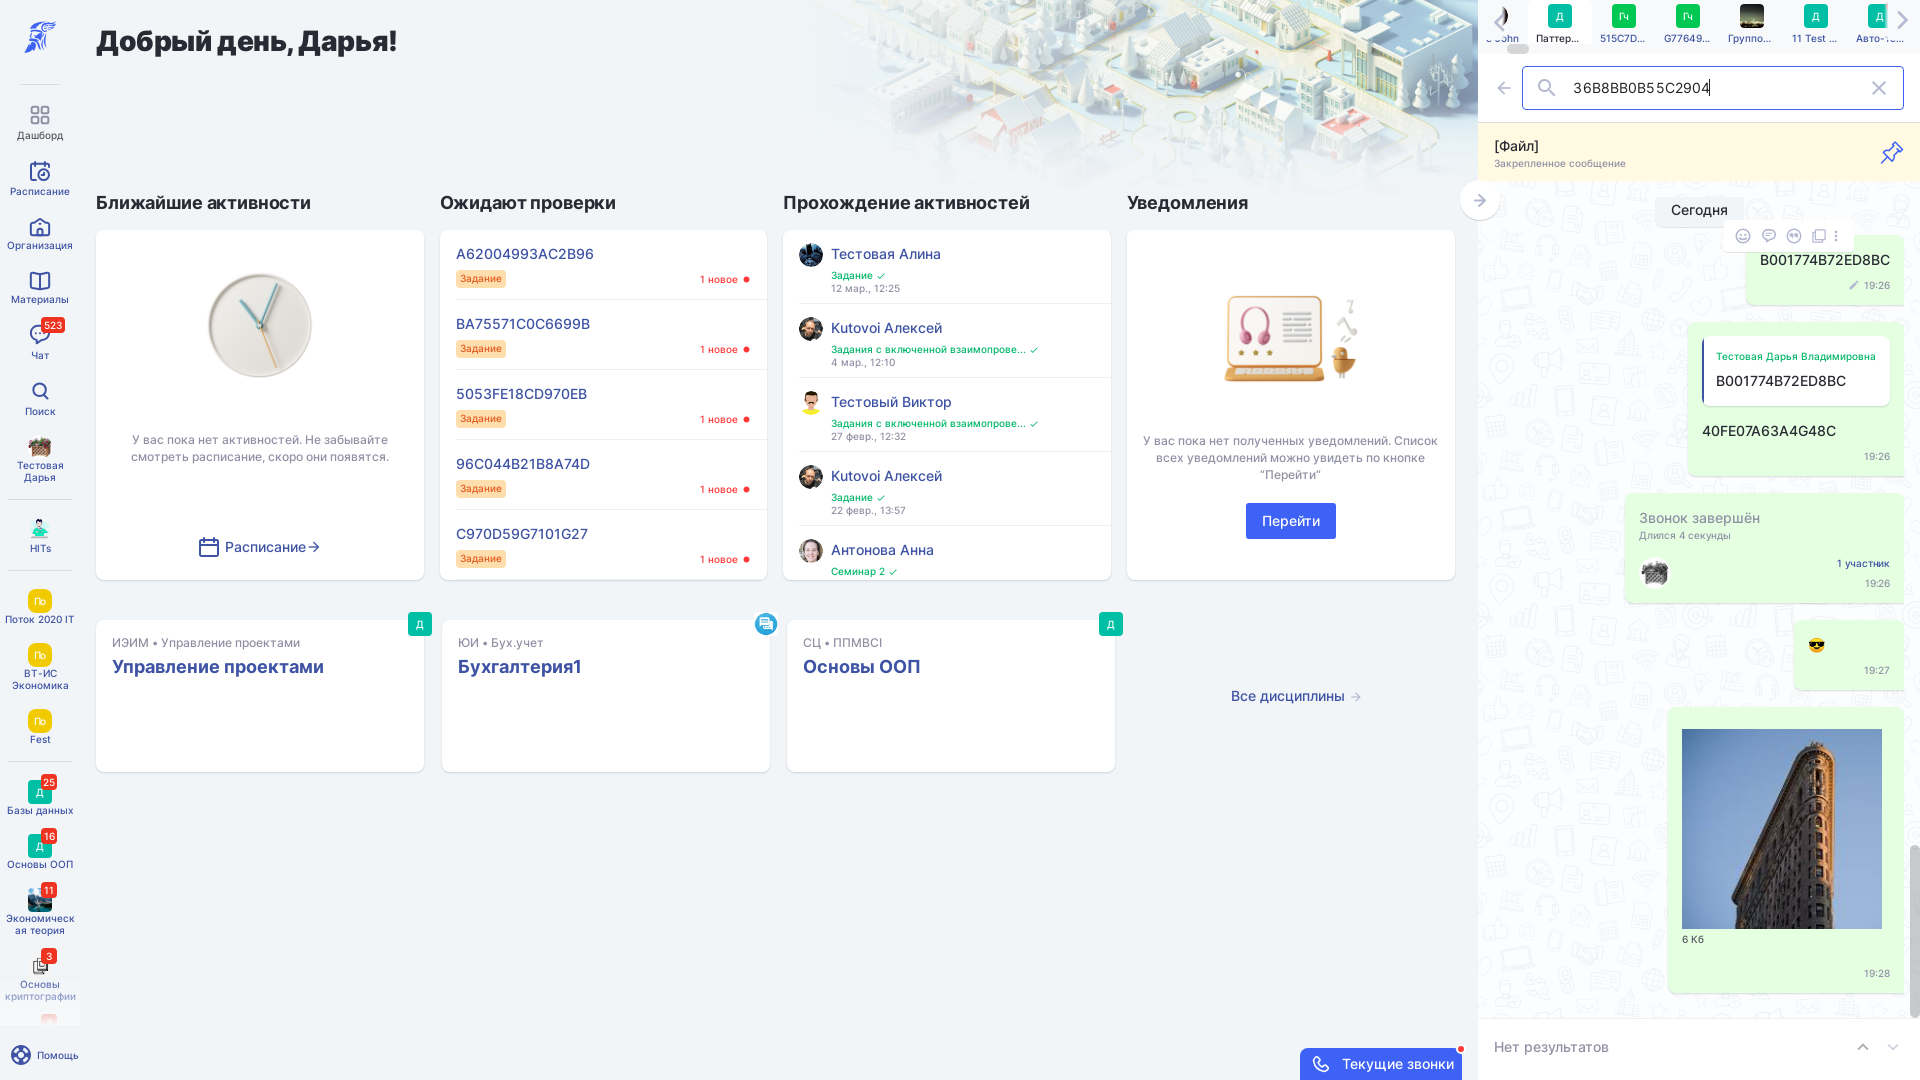 Добрый день, Дарья!
Дашборд
Расписание
Организация
Материалы
523
Чат
Поиск
Тестовая
Дарья
HITs
По
Поток 2020 IT
По
ВТ-ИС
Экономика
По
Fest
25
Д
Базы данных
16
Д
Основы ООП
11
Экономическ
ая теория
3
Основы
криптографии
Помощь
Ближайшие активности
У вас пока нет активностей. Не забывайте
смотреть расписание, скоро они появятся.
Расписание
Ожидают проверки
A62004993AC2B96
Задание
1 новое
BA75571C0C6699B
Задание
1 новое
5053FE18CD970EB
Задание
1 новое
96C044B21B8A74D
Задание
1 новое
C970D59G7101G27
Задание
1 новое
Прохождение активностей
Тестовая Алина
Задание
12 мар., 12:25
Kutovoi Алексей
Задания с включенной взаимопрове...
4 мар., 12:10
Тестовый Виктор
Задания с включенной взаимопрове...
27 февр., 12:32
Kutovoi Алексей
Задание
22 февр., 13:57
Антонова Анна
Семинар 2
Уведомления
У вас пока нет полученных уведомлений. Список
всех уведомлений можно увидеть по кнопке
“Перейти”
Перейти
Д
ИЭИМ • Управление проектами
Управление проектами
ЮИ • Бух.учет
Бухгалтерия1
Д
СЦ • ППМВСІ
Основы ООП
Все дисциплины
Текущие звонки
Д
Паттер...
Гч
515C7D...
Гч
G77649...
Группо...
Д
11 Test ...
Д
36B8BB0B55C2904
[Файл]
Закрепленное сообщение
Сегодня
B001774B72ED8BC
19:26
Тестовая Дарья Владимировна
B001774B72ED8BC
40FE07A63A4G48C
19:26
Звонок завершён
Длился 4 секунды
1 участник
19:26
19:27
6 Кб
19:28
Нет результатов